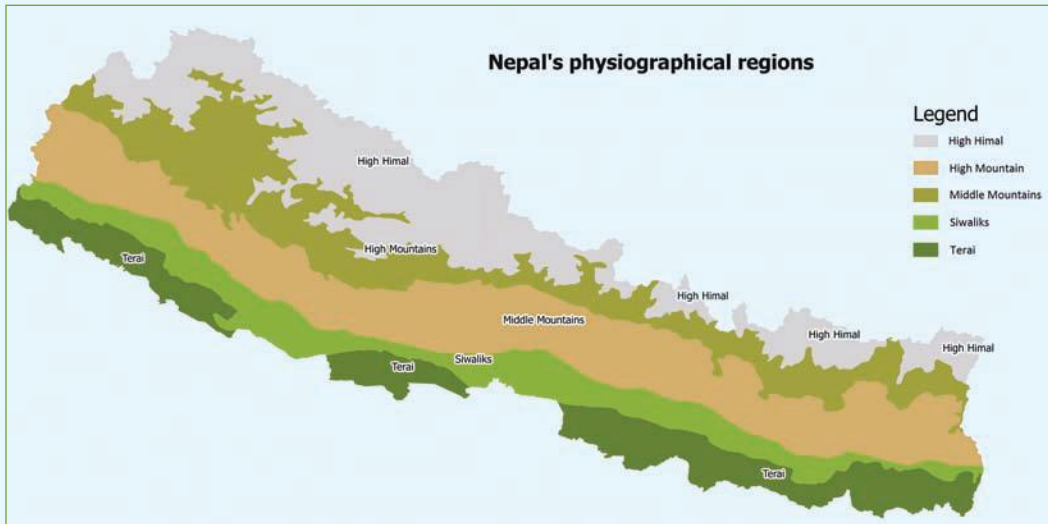 Nepal's physiographical regions
Legend
High Himal
High Mountain
Middle Mountains
Siwaliks
Terai
High Himal
High Mountains
Terai
High Himal
Middle Mountains
High Himal
High Himal
Siwaliks
Terai
Terai